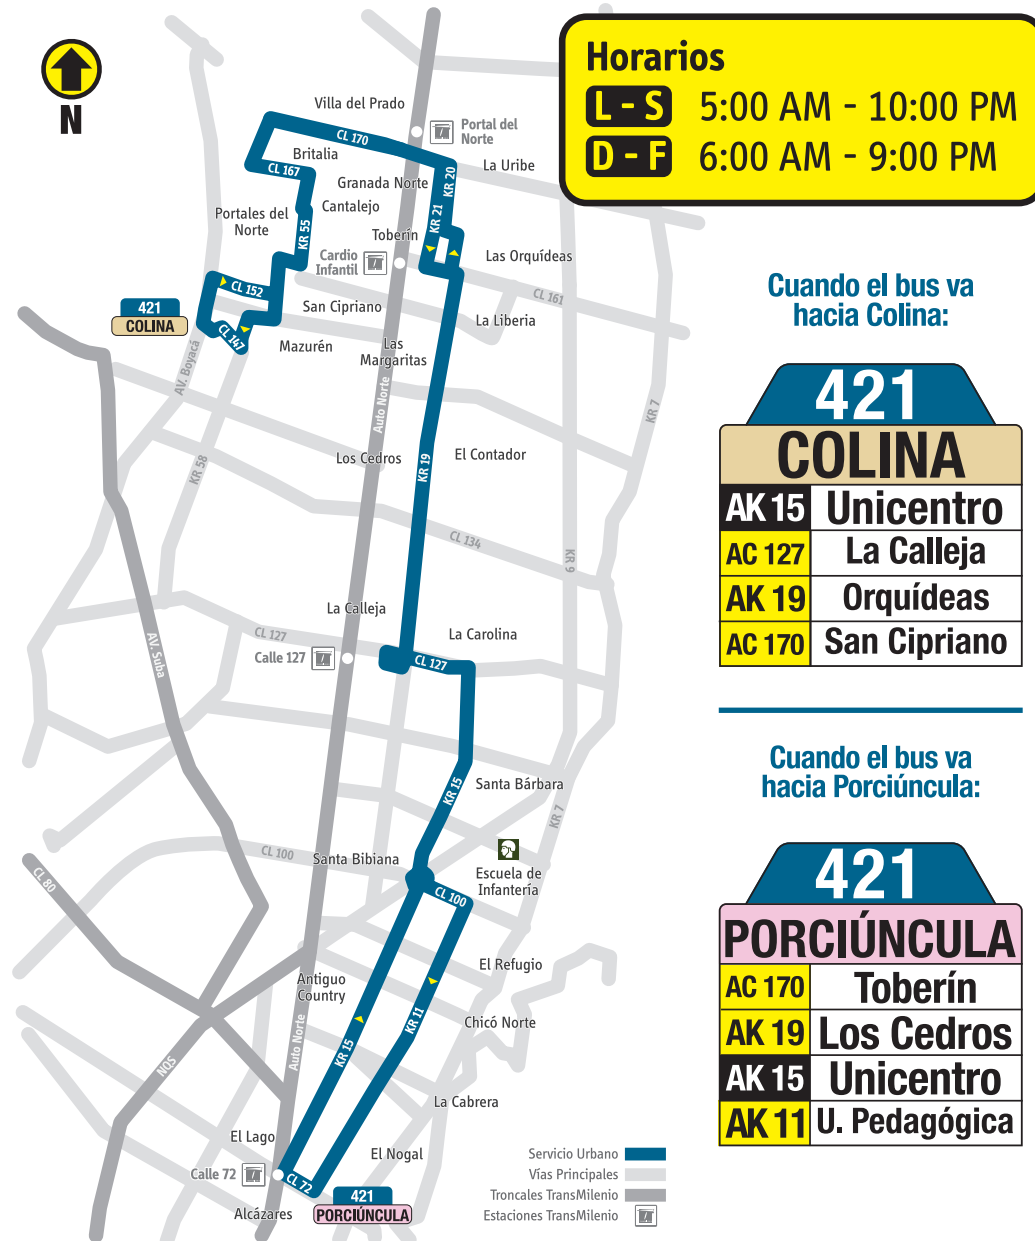 N
Horarios
L - S 5:00 AM - 10:00 PM
D - F 6:00 AM - 9:00 PM
Villa del Prado
Portal del
Norte
CL 170
Britalia
La Uribe
CL 167
Granada Norte
KR 20
Portales del
Norte
Cantalejo
KR 21
KR 55
Toberín
Cardio
Infantil
Las Orquídeas
CL 152
CL 161
San Cipriano
421
COLINA
La Liberia
CL 147
Mazurén
Las
Margaritas
AV. Boyacá
Auto Norte
KR 7
Los Cedros
El Contador
KR 19
KR 58
CL 134
KR 9
La Calleja
CL 127
La Carolina
AV. Suba
Calle 127
CL 127
Santa Bárbara
KR 15
KR 7
CL 100
Santa Bibiana
Escuela de
Infantería
CL 80
CL 100
El Refugio
Antiguo
Country
Chicó Norte
KR 11
KR 15
Auto Norte
NQS
La Cabrera
El Lago
El Nogal
Calle 72
CL 72
Alcázares
421
PORCIÚNCULA
Servicio Urbano
Vías Principales
Troncales TransMilenio
Estaciones TransMilenio
Cuando el bus va
hacia Colina:
421
COLINA
AK 15 Unicentro
AC 127 La Calleja
AK 19 Orquídeas
AC 170 San Cipriano
Cuando el bus va
hacia Porciúncula:
421
PORCIÚNCULA
AC 170 Toberín
AK 19 Los Cedros
AK 15 Unicentro
AK 11 U. Pedagógica